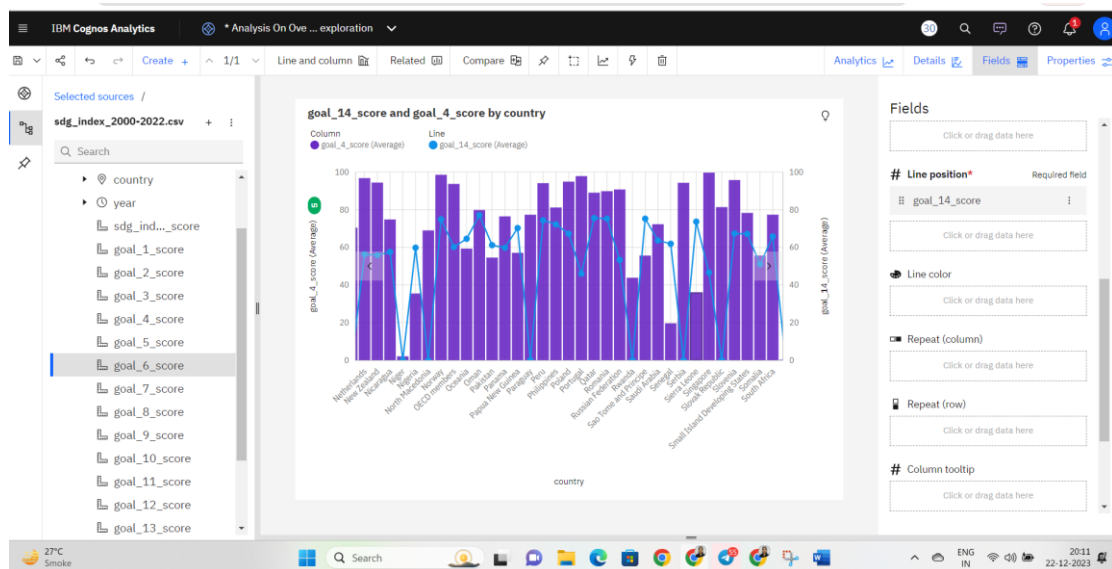 IBM Cognos Analytics
* Analysis On Ove ... exploration
30
1
Create +
1/1
Line and column
Related
Compare
Analytics
Details
Fields
Properties
Selected sources /
sdg_index_2000-2022.csv
Search
country
year
sdg_ind..._score
goal_1_score
goal_2_score
goal_3_score
goal_4_score
goal_5_score
goal_6_score
goal_7_score
goal_8_score
goal_9_score
goal_10_score
goal_11_score
goal_12_score
goal_13_score
goal_14_score and goal_4_score by country
Column
goal_4_score (Average)
Line
goal_14_score (Average)
5
goal_4_score (Average)
100
80
60
40
20
0
100
80
60
40
20
0
goal_14_score (Average)
Netherlands
New Zealand
Nicaragua
Niger
Nigeria
North Macedonia
Norway
OECD members
Oceania
Oman
Pakistan
Panama
Papua New Guinea
Paraguay
Peru
Philippines
Poland
Portugal
Qatar
Romania
Russian Federation
Rwanda
Sao Tome and Principe
Saudi Arabia
Senegal
Serbia
Sierra Leone
Singapore
Slovak Republic
Slovenia
Small Island Developing States
Somalia
South Africa
country
Fields
Click or drag data here
# Line position*
Required field
goal_14_score
Click or drag data here
Line color
Click or drag data here
Repeat (column)
Click or drag data here
Repeat (row)
Click or drag data here
# Column tooltip
Click or drag data here
27°C
Smoke
Search
55
ENG
IN
20:11
22-12-2023